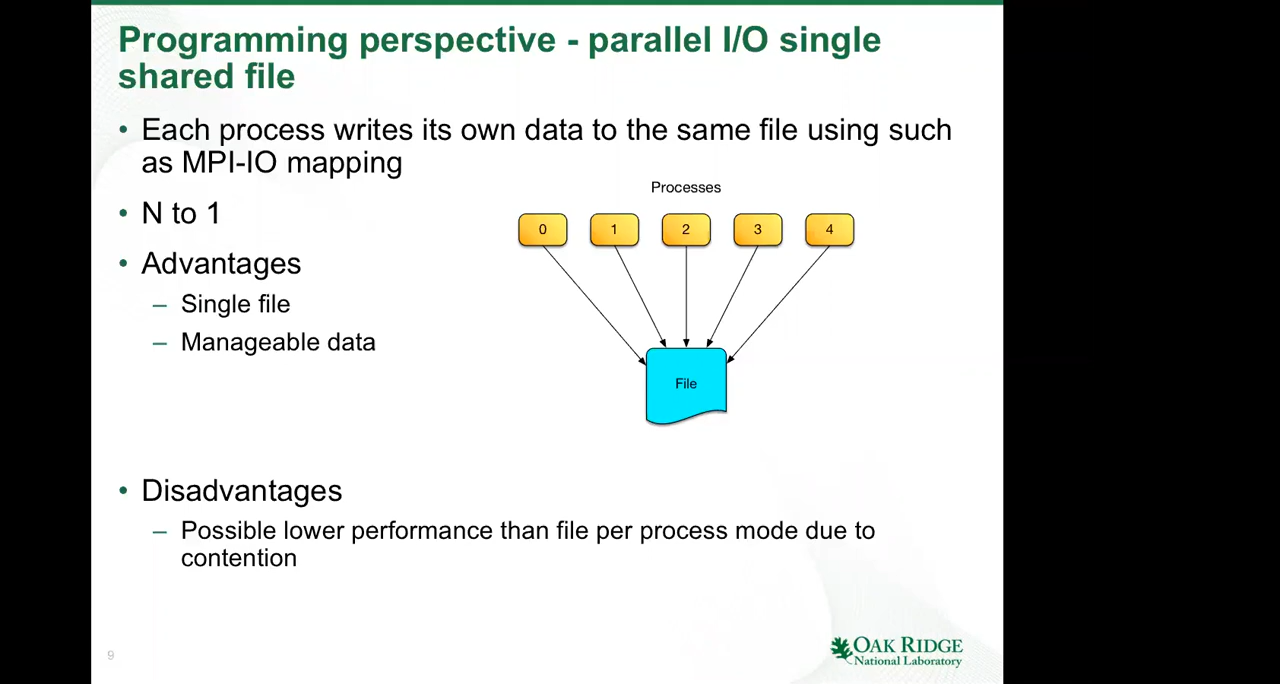 Programming perspective - parallel I/O single
shared file
• Each process writes its own data to the same file using such
as MPI-IO mapping
• N to 1
• Advantages
– Single file
– Manageable data
Processes
0 1 2 3 4
File
• Disadvantages
– Possible lower performance than file per process mode due to
contention
9
OAK RIDGE
National Laboratory